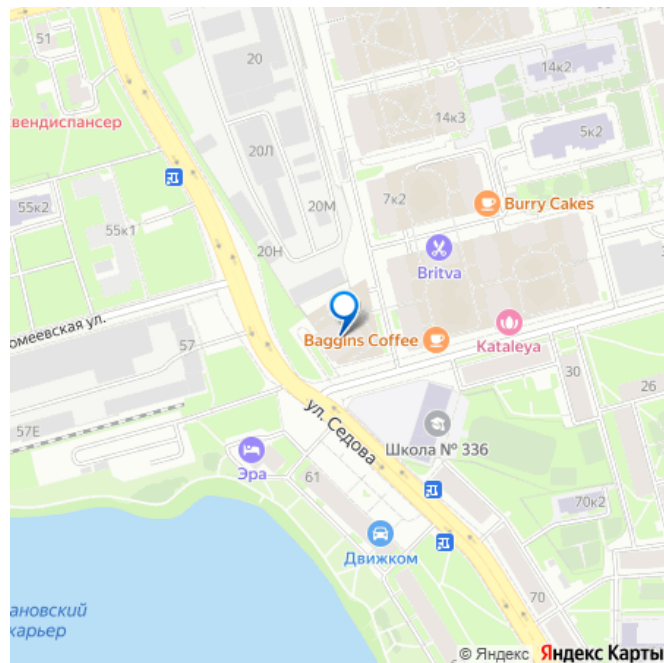 51
20
14к2
вендиспансер
14к3
5к2
20Л
55к2
20М
7к2
Burry Cakes
55к1
20Н
Britva
омеевская ул.
57
Baggins Coffee
Kataleya
30
26
ул. Седова
57Е
Школа № 336
Эра
61
70к2
Движком
ановский
карьер
70
© Яндекс Яндекс Карты